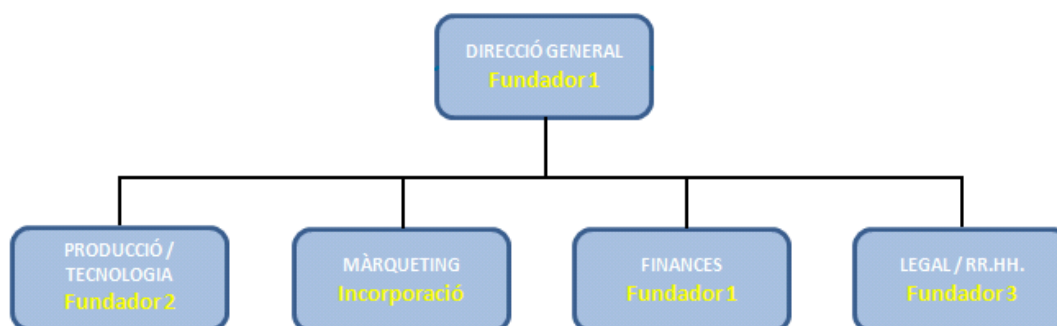 DIRECCIÓ GENERAL
Fundador 1
PRODUCCIÓ /
TECNOLOGIA
Fundador 2
MÀRQUETING
Incorporació
FINANCES
Fundador 1
LEGAL / RR.HH.
Fundador 3